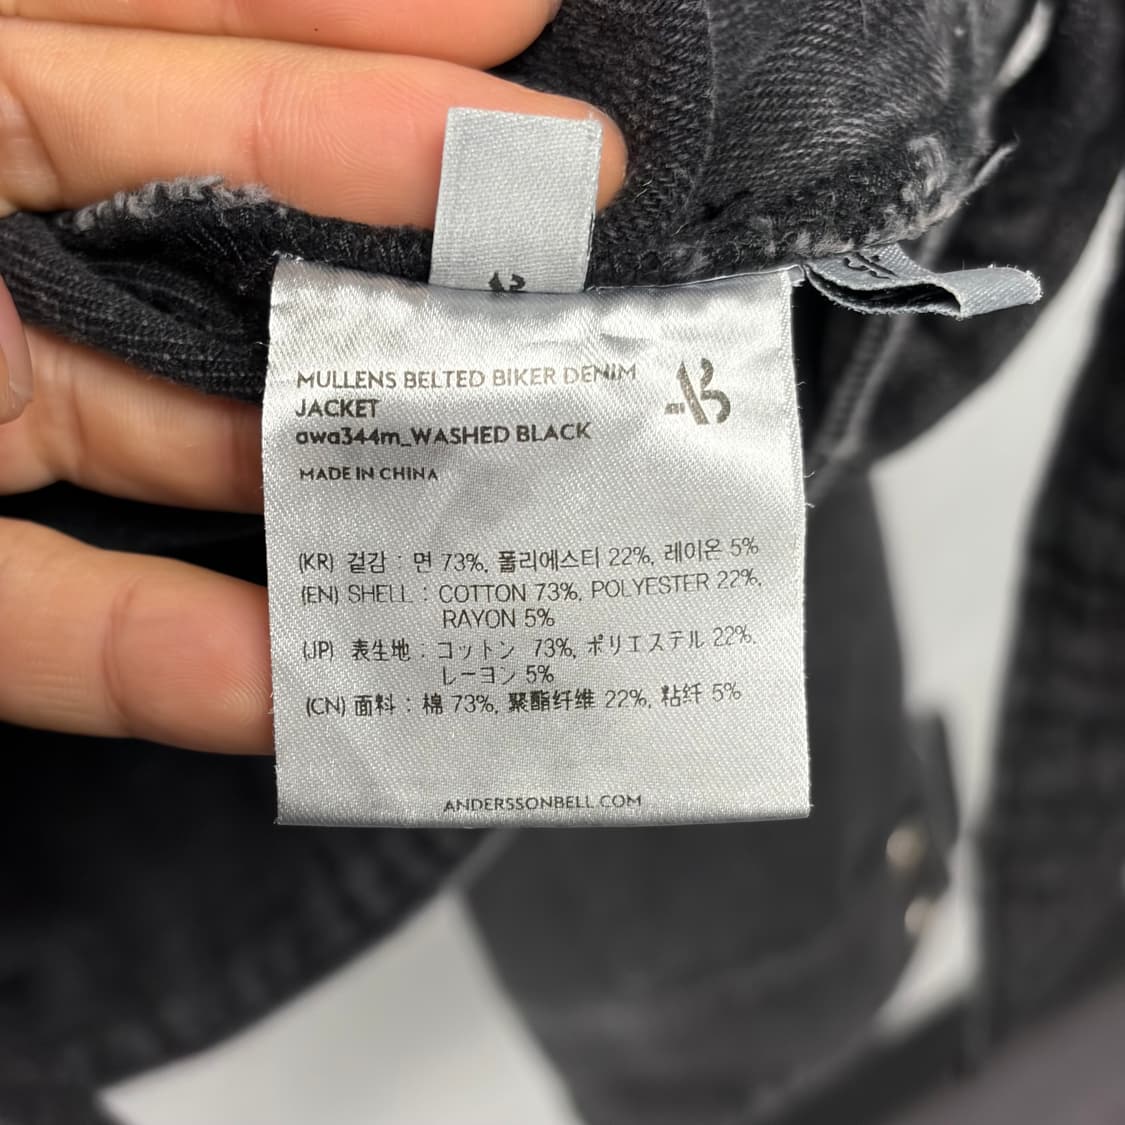 MULLENS BELTED BIKER DENIM
JACKET
awa344m_WASHED BLACK
MADE IN CHINA
(KR) 겉감 : 면 73%, 폴리에스터 22%, 레이온 5%
(EN) SHELL : COTTON 73%, POLYESTER 22%,
RAYON 5%
(JP) 表生地 : コットン 73%, ポリエステル 22%,
レーヨン 5%
(CN) 面料 : 棉 73%, 聚酯纤维 22%, 粘纤 5%
ANDERSSONBELL.COM